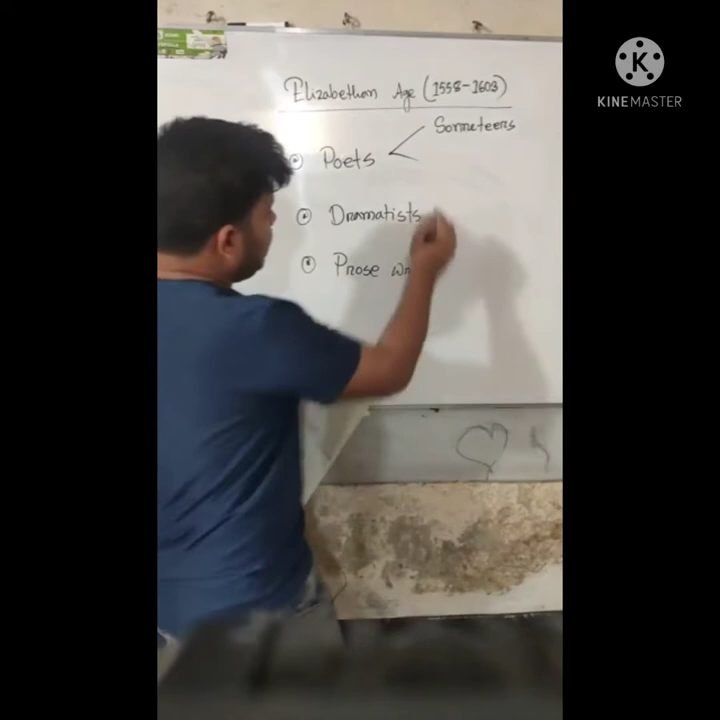 Elizabethan Age (1558-1603)
Sonneteers
Poets
Dramatists
Prose
K
KINEMASTER